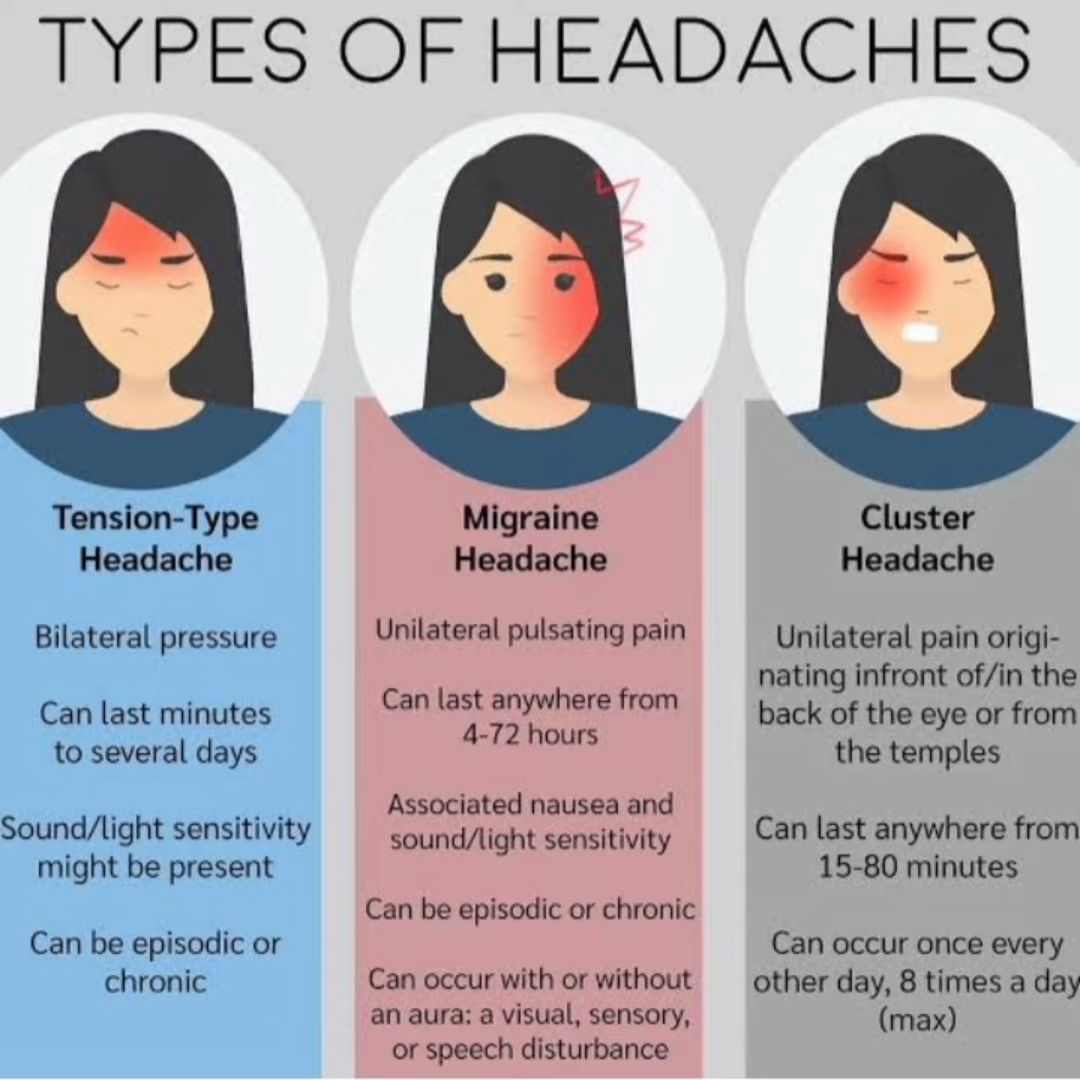 TYPES OF HEADACHES
Tension-Type
Headache
Bilateral pressure
Can last minutes
to several days
Sound/light sensitivity
might be present
Can be episodic or
chronic
Migraine
Headache
Unilateral pulsating pain
Can last anywhere from
4-72 hours
Associated nausea and
sound/light sensitivity
Can be episodic or chronic
Can occur with or without
an aura: a visual, sensory,
or speech disturbance
Cluster
Headache
Unilateral pain origi-
nating infront of/in the
back of the eye or from
the temples
Can last anywhere from
15-80 minutes
Can occur once every
other day, 8 times a day
(max)